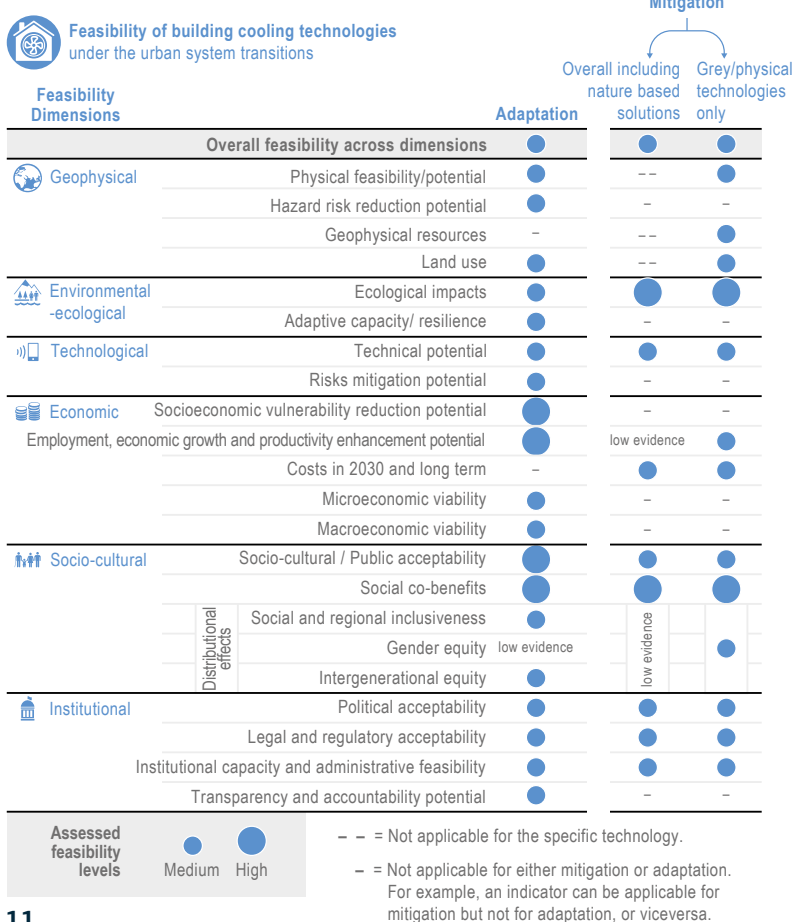 Mitigation
Feasibility of building cooling technologies
under the urban system transitions
Overall including
nature based
solutions
Grey/physical
technologies
only
Feasibility
Dimensions
Adaptation
Overall feasibility across dimensions
Geophysical
Physical feasibility/potential
– –
Hazard risk reduction potential
–
–
Geophysical resources
–
– –
Land use
– –
Environmental
-ecological
Ecological impacts
Adaptive capacity/ resilience
–
–
Technological
Technical potential
Risks mitigation potential
–
–
Economic
Socioeconomic vulnerability reduction potential
–
–
Employment, economic growth and productivity enhancement potential
low evidence
Costs in 2030 and long term
–
Microeconomic viability
–
–
Macroeconomic viability
–
–
Socio-cultural
Socio-cultural / Public acceptability
Social co-benefits
Distributional
effects
Social and regional inclusiveness
Gender equity
low evidence
Intergenerational equity
low evidence
Institutional
Political acceptability
Legal and regulatory acceptability
Institutional capacity and administrative feasibility
Transparency and accountability potential
–
–
Assessed
feasibility
levels
Medium
High
– – = Not applicable for the specific technology.
– = Not applicable for either mitigation or adaptation.
For example, an indicator can be applicable for
mitigation but not for adaptation, or viceversa.
11